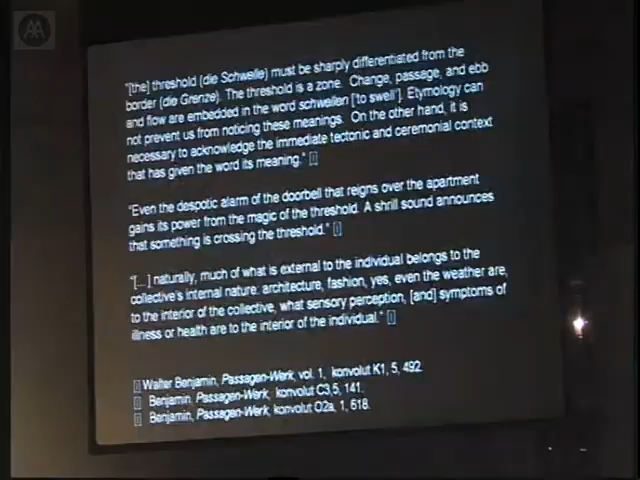 AA
"[the] threshold (die Schwelle) must be sharply differentiated from the
border (die Grenze). The threshold is a zone. Change, passage, and ebb
and flow are embedded in the word schwellen ['to swell']. Etymology can
not prevent us from noticing these meanings. On the other hand, it is
necessary to acknowledge the immediate tectonic and ceremonial context
that has given the word its meaning." []
"Even the despotic alarm of the doorbell that reigns over the apartment
gains its power from the magic of the threshold. A shrill sound announces
that something is crossing the threshold." []
"[...] naturally, much of what is external to the individual belongs to the
collective's internal nature: architecture, fashion, yes, even the weather are,
to the interior of the collective, what sensory perception, [and] symptoms of
illness or health are to the interior of the individual." []
[] Walter Benjamin, Passagen-Werk, vol. 1, konvolut K1, 5, 492.
[] Benjamin, Passagen-Werk, konvolut C3,5, 141.
[] Benjamin, Passagen-Werk, konvolut O2a, 1, 618.